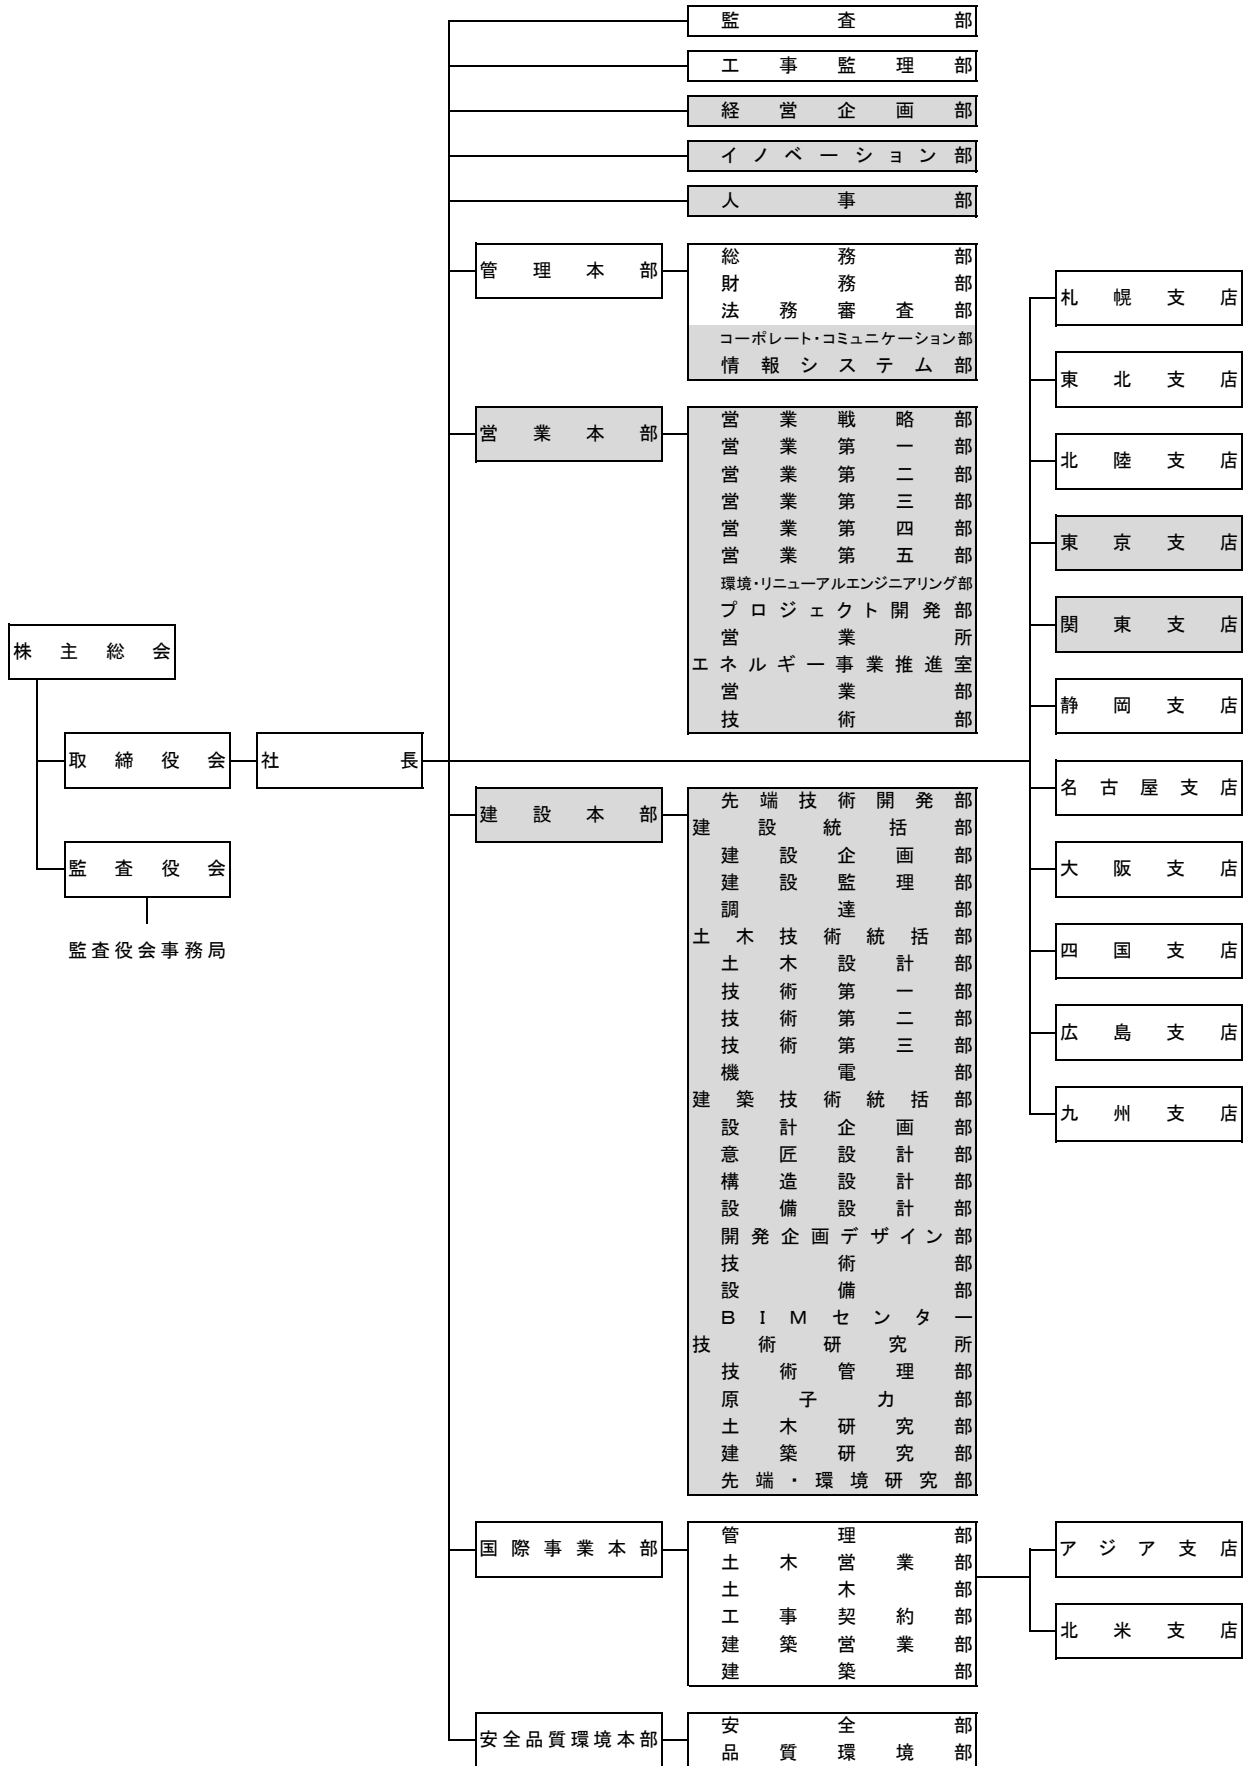 監査部
工事監理部
経営企画部
イノベーション部
人事部
管理本部
総務部
財務部
法務審査部
コーポレート・コミュニケーション部
情報システム部
営業本部
営業戦略部
営業第一部
営業第二部
営業第三部
営業第四部
営業第五部
環境・リニューアルエンジニアリング部
プロジェクト開発部
営業所
エネルギー事業推進室
営業部
技術部
株主総会
取締役会
社長
監査役会
監査役会事務局
建設本部
先端技術開発部
建設統括部
建設企画部
建設監理部
調達部
土木技術統括部
土木設計部
技術第一部
技術第二部
技術第三部
機電部
建築技術統括部
設計企画部
意匠設計部
構造設計部
設備設計部
開発企画デザイン部
技術部
設備部
BIMセンター
技術研究所
技術管理部
原子力部
土木研究部
建築研究部
先端・環境研究部
国際事業本部
管理部
土木営業部
土木部
工事契約部
建築営業部
建築部
安全品質環境本部
安全部
品質環境部
札幌支店
東北支店
北陸支店
東京支店
関東支店
静岡支店
名古屋支店
大阪支店
四国支店
広島支店
九州支店
アジア支店
北米支店